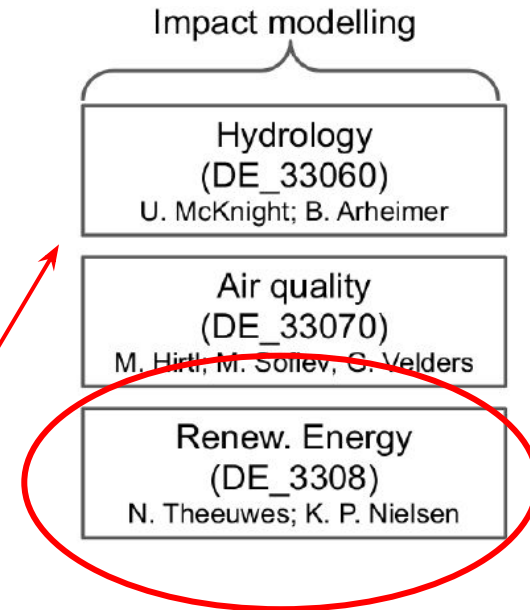 Impact modelling
Hydrology
(DE_33060)
U. McKnight; B. Arheimer
Air quality
(DE_33070)
M. Hirtl; M. Sofiev; G. Velders
Renew. Energy
(DE_3308)
N. Theeuwes; K. P. Nielsen